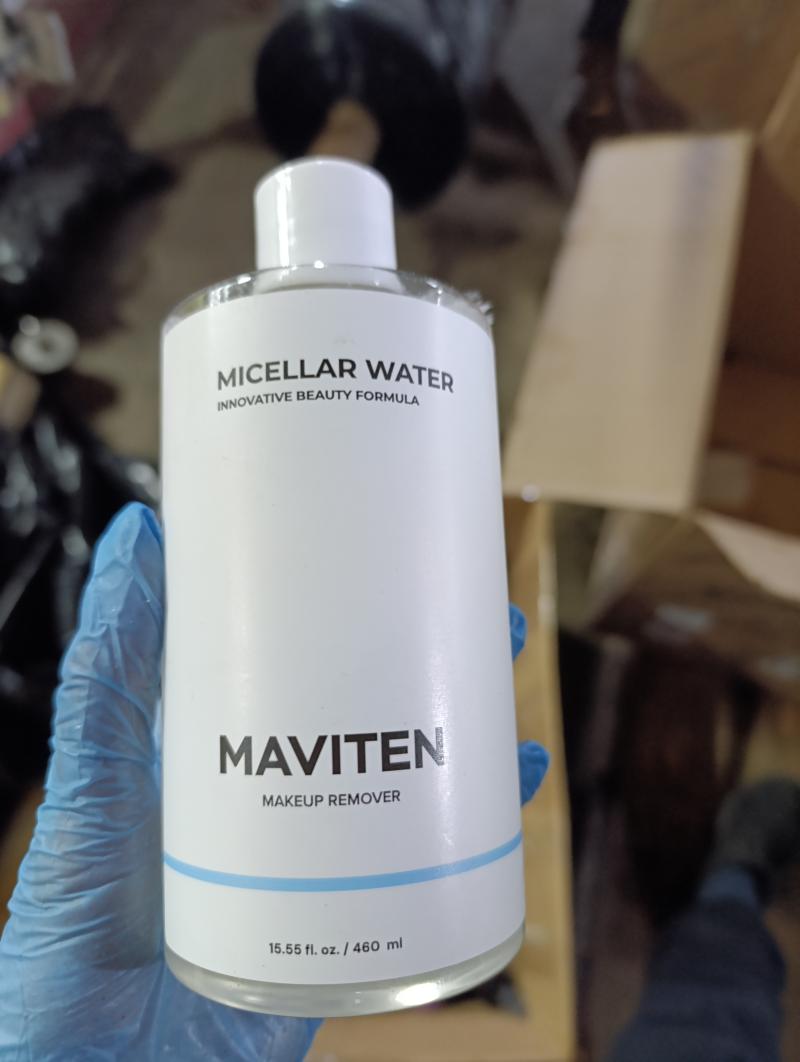 MICELLAR WATER
INNOVATIVE BEAUTY FORMULA
MAVITEN
MAKEUP REMOVER
15.55 fl. oz. / 460 ml